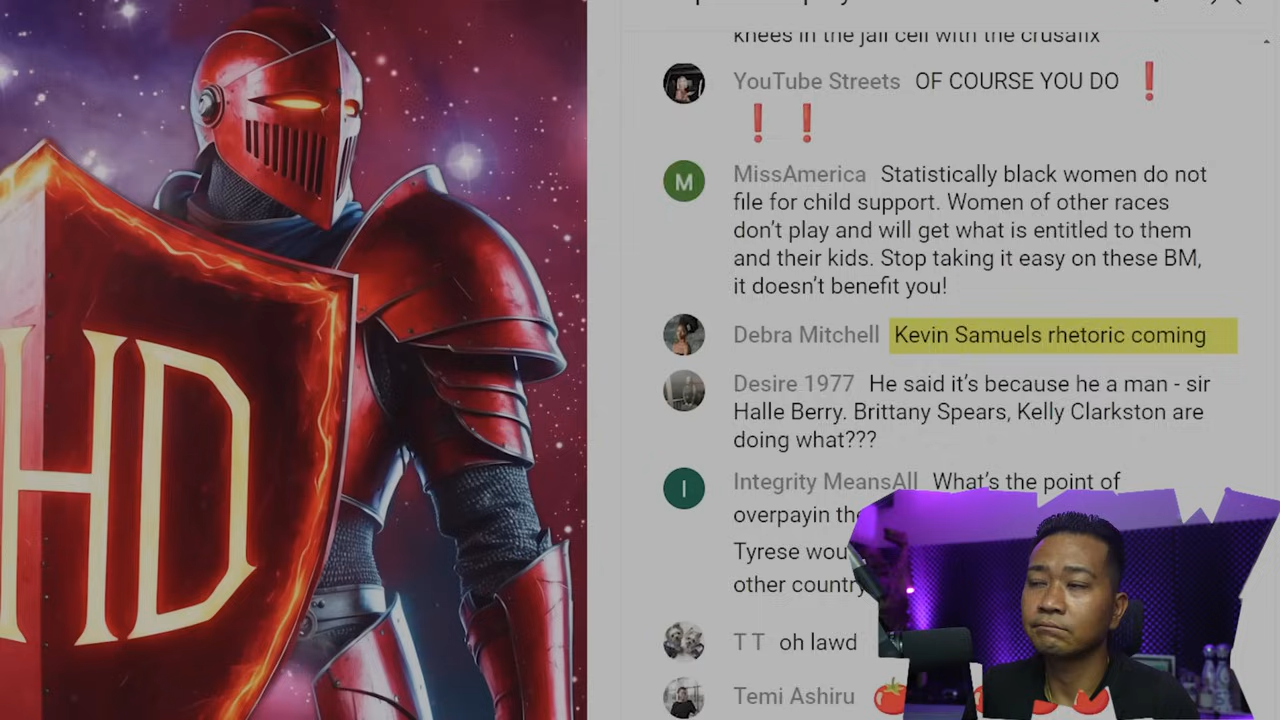 knees in the jail cell with the crusafix
YouTube Streets OF COURSE YOU DO ❗
❗ ❗
M
MissAmerica Statistically black women do not
file for child support. Women of other races
don't play and will get what is entitled to them
and their kids. Stop taking it easy on these BM,
it doesn't benefit you!
Debra Mitchell Kevin Samuels rhetoric coming
Desire 1977 He said it's because he a man - sir
Halle Berry. Brittany Spears, Kelly Clarkston are
doing what???
I
Integrity MeansAll What's the point of
overpayin
Tyrese
other country
T T oh lawd
Temi Ashiru 🍅
HD